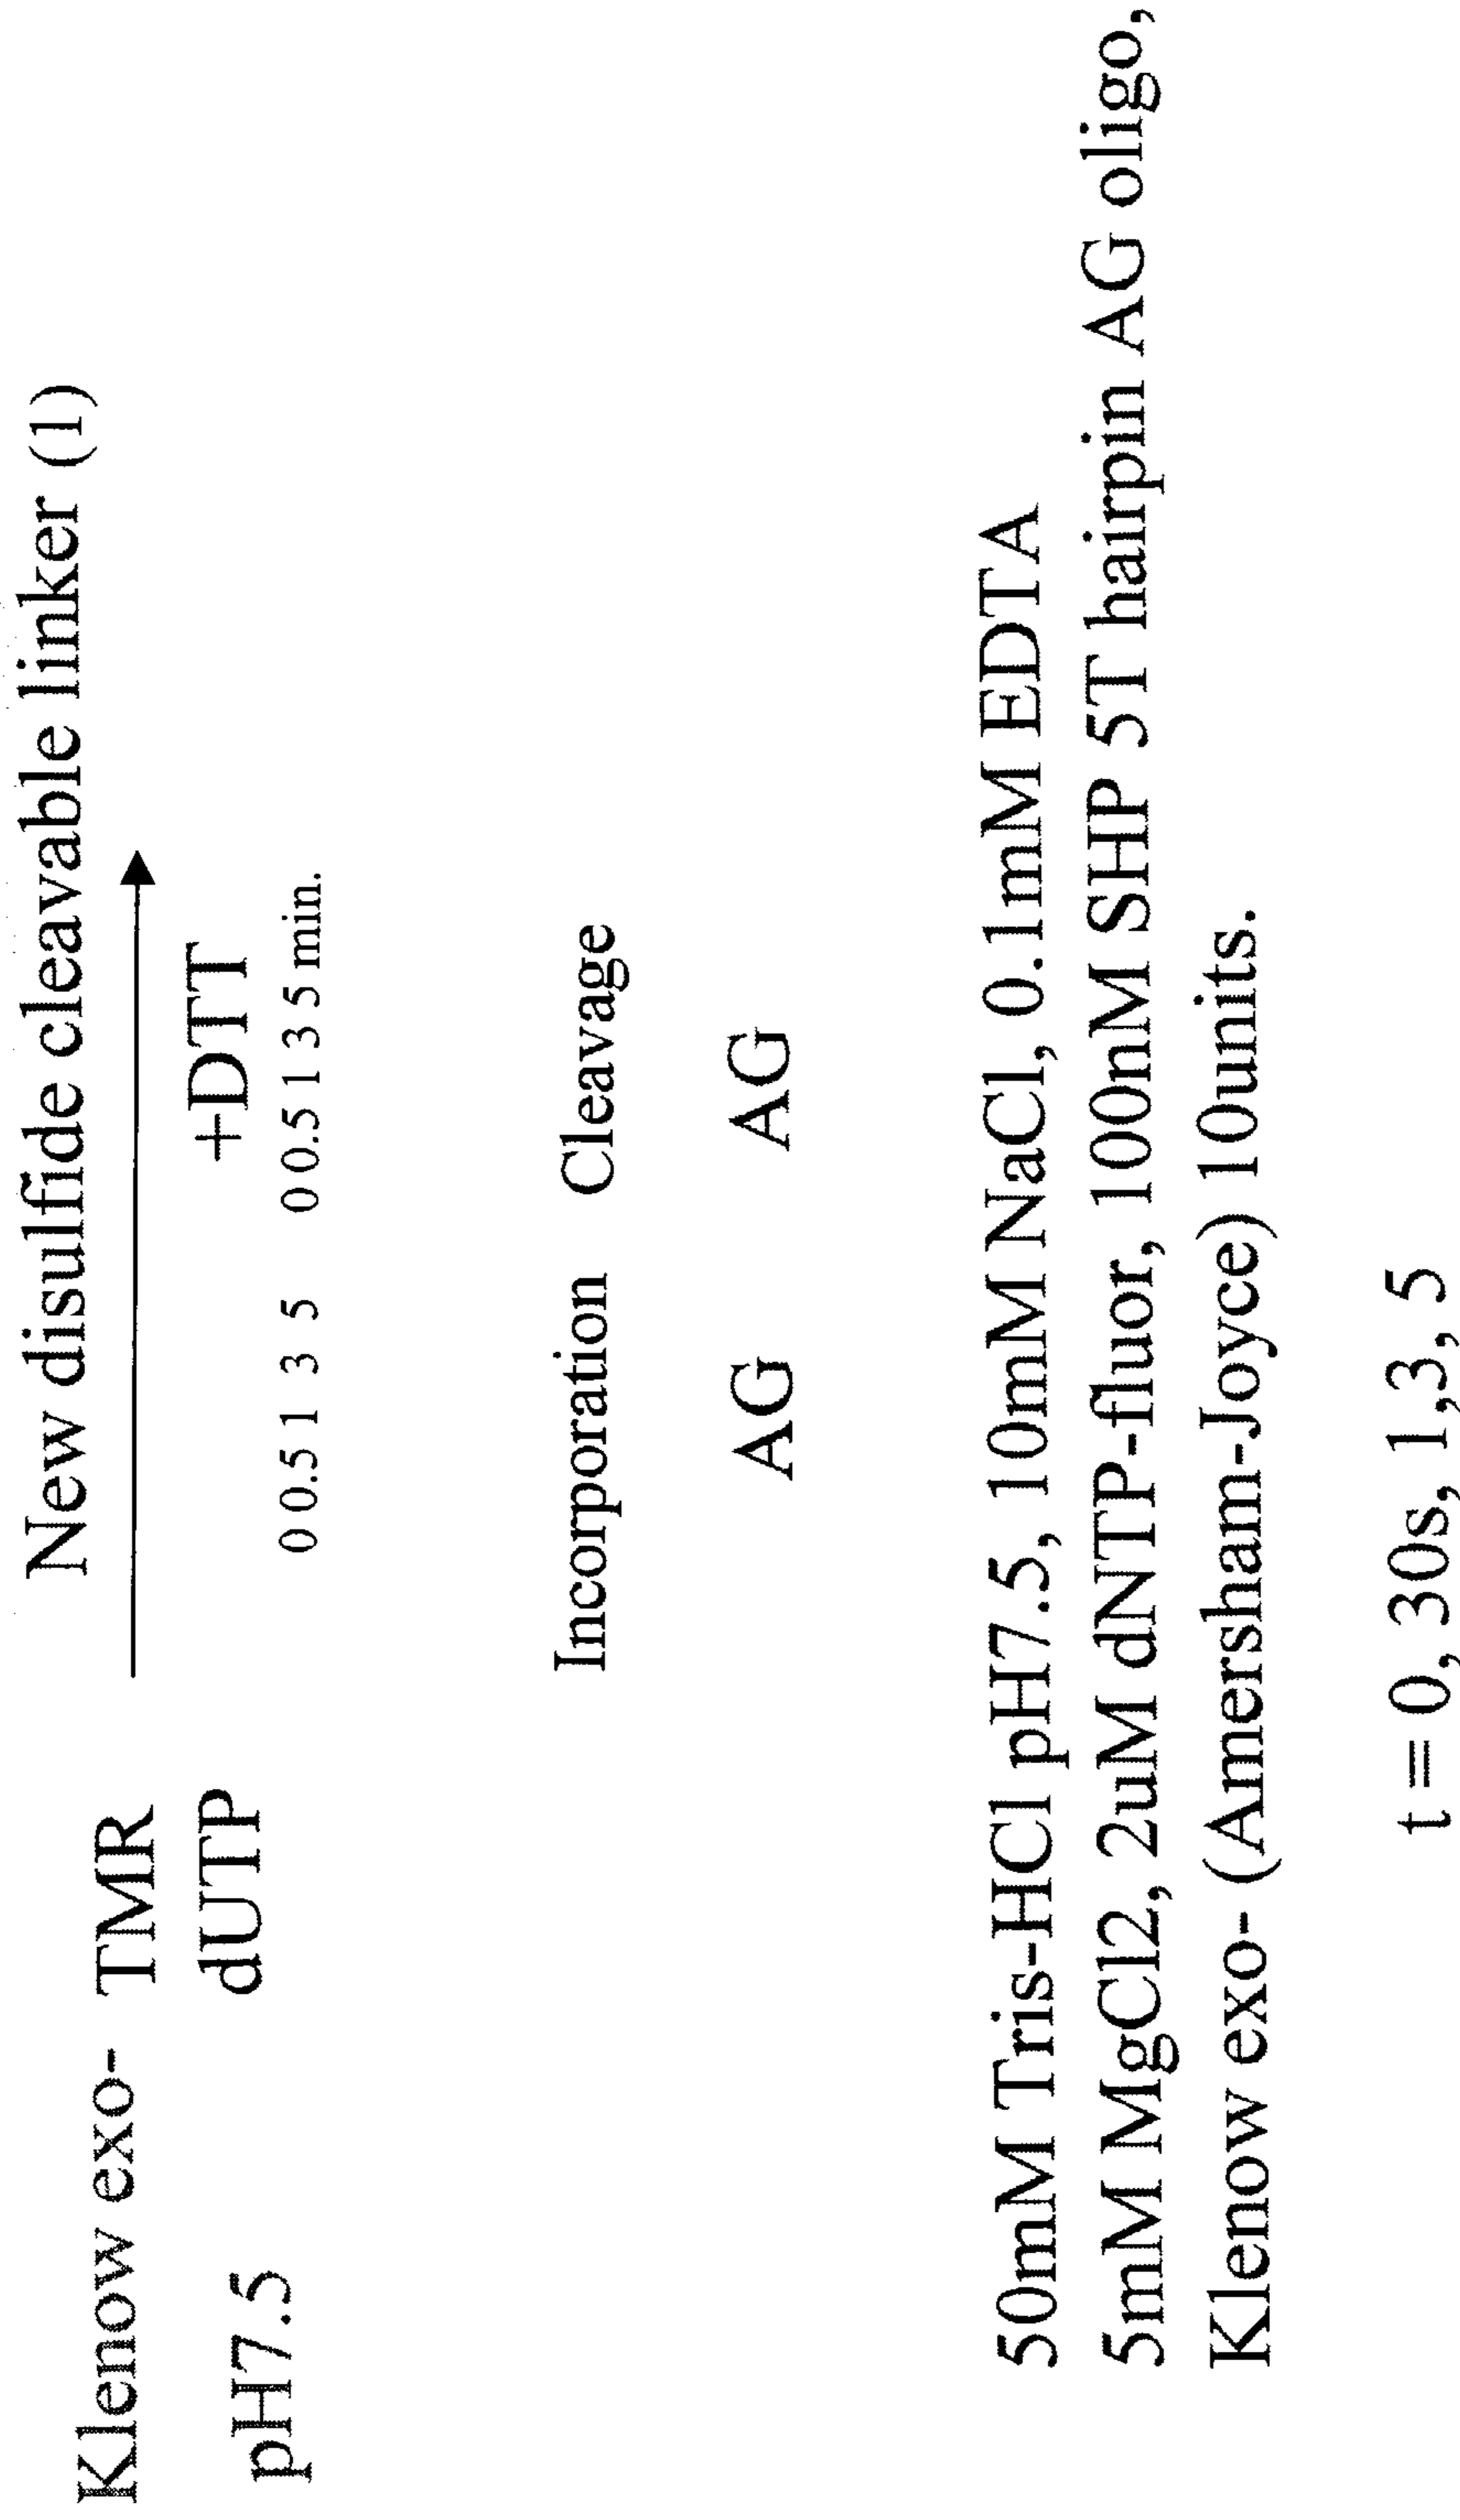 New disulfide cleavable linker (1)
Klenow exo- TMR
dUTP
+DTT
pH7.5
0 0.5 1 3 5 0 0.5 1 3 5 min.
Incorporation Cleavage
AG AG
50mM Tris-HCl pH7.5, 10mM NaCl, 0.1mM EDTA
5mM MgCl2, 2uM dNTP-fluor, 100nM SHP 5T hairpin AG oligo,
Klenow exo- (Amersham-Joyce) 10units.
t = 0, 30s, 1,3, 5